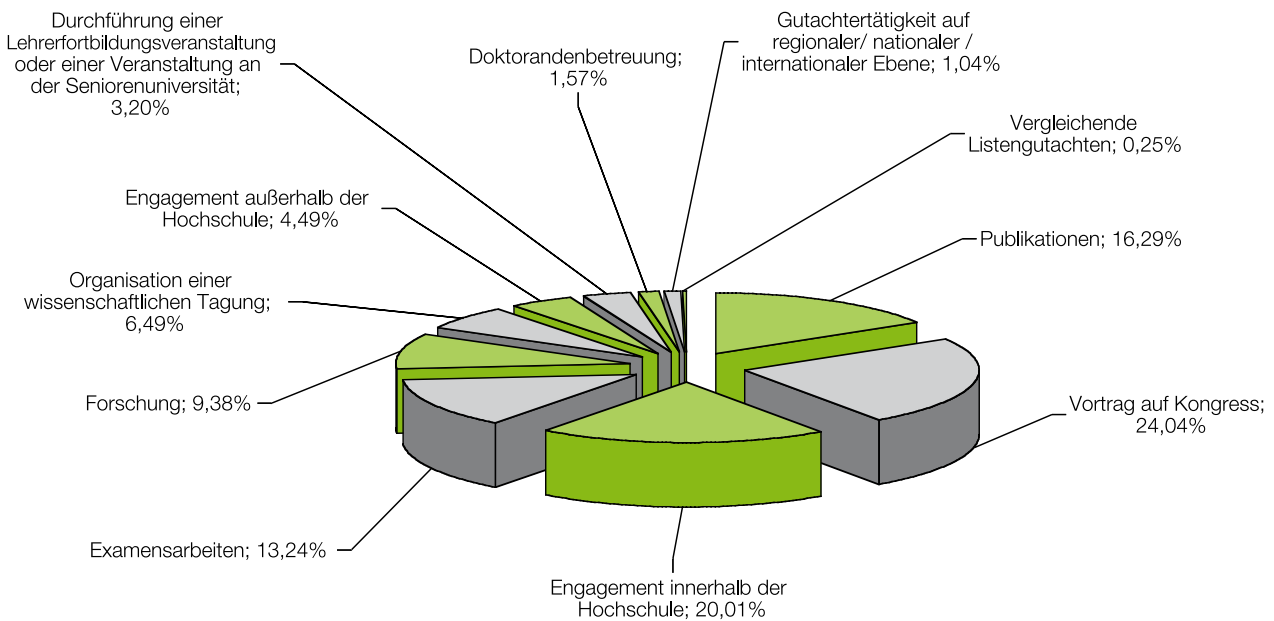 Durchführung einer
Lehrerfortbildungsveranstaltung
oder einer Veranstaltung an
der Seniorenuniversität;
3,20%
Doktorandenbetreuung;
1,57%
Gutachtertätigkeit auf
regionaler/ nationaler /
internationaler Ebene; 1,04%
Vergleichende
Listengutachten; 0,25%
Engagement außerhalb der
Hochschule; 4,49%
Publikationen; 16,29%
Organisation einer
wissenschaftlichen Tagung;
6,49%
Forschung; 9,38%
Vortrag auf Kongress;
24,04%
Examensarbeiten; 13,24%
Engagement innerhalb der
Hochschule; 20,01%